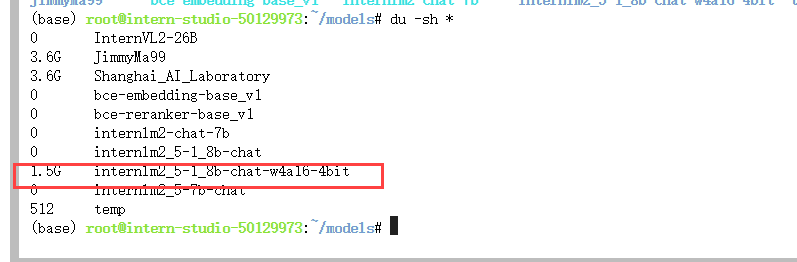 jimmyma99 bce-embedding-base_v1 internlm2-chat-7b internlm2_5-1_8b-chat-w4a16-4bit
(base) root@intern-studio-50129973:~/models# du -sh *
0 InternVL2-26B
3.6G JimmyMa99
3.6G Shanghai_AI_Laboratory
0 bce-embedding-base_v1
0 bce-reranker-base_v1
0 internlm2-chat-7b
0 internlm2_5-1_8b-chat
1.5G internlm2_5-1_8b-chat-w4a16-4bit
0 internlm2_5-7b-chat
512 temp
(base) root@intern-studio-50129973:~/models#